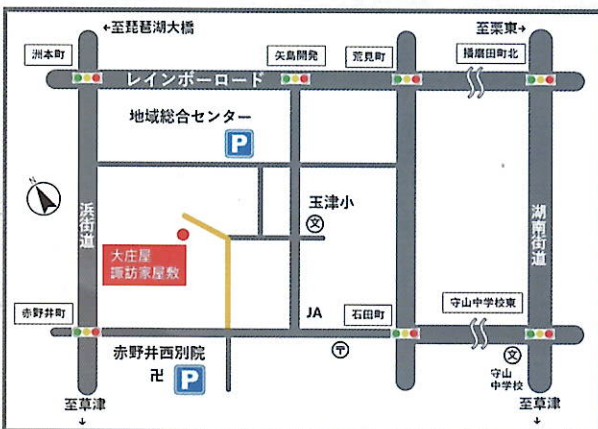 ←至琵琶湖大橋
至栗東→
洲本町
矢島開発
荒見町
播磨田町北
レインボーロード
地域総合センター
P
N
浜街道
玉津小
文
湖南街道
大庄屋
諏訪家屋敷
赤野井町
JA
石田町
守山中学校東
赤野井西別院
卍
P
〒
文
守山
中学校
至草津
↓
至草津
↓